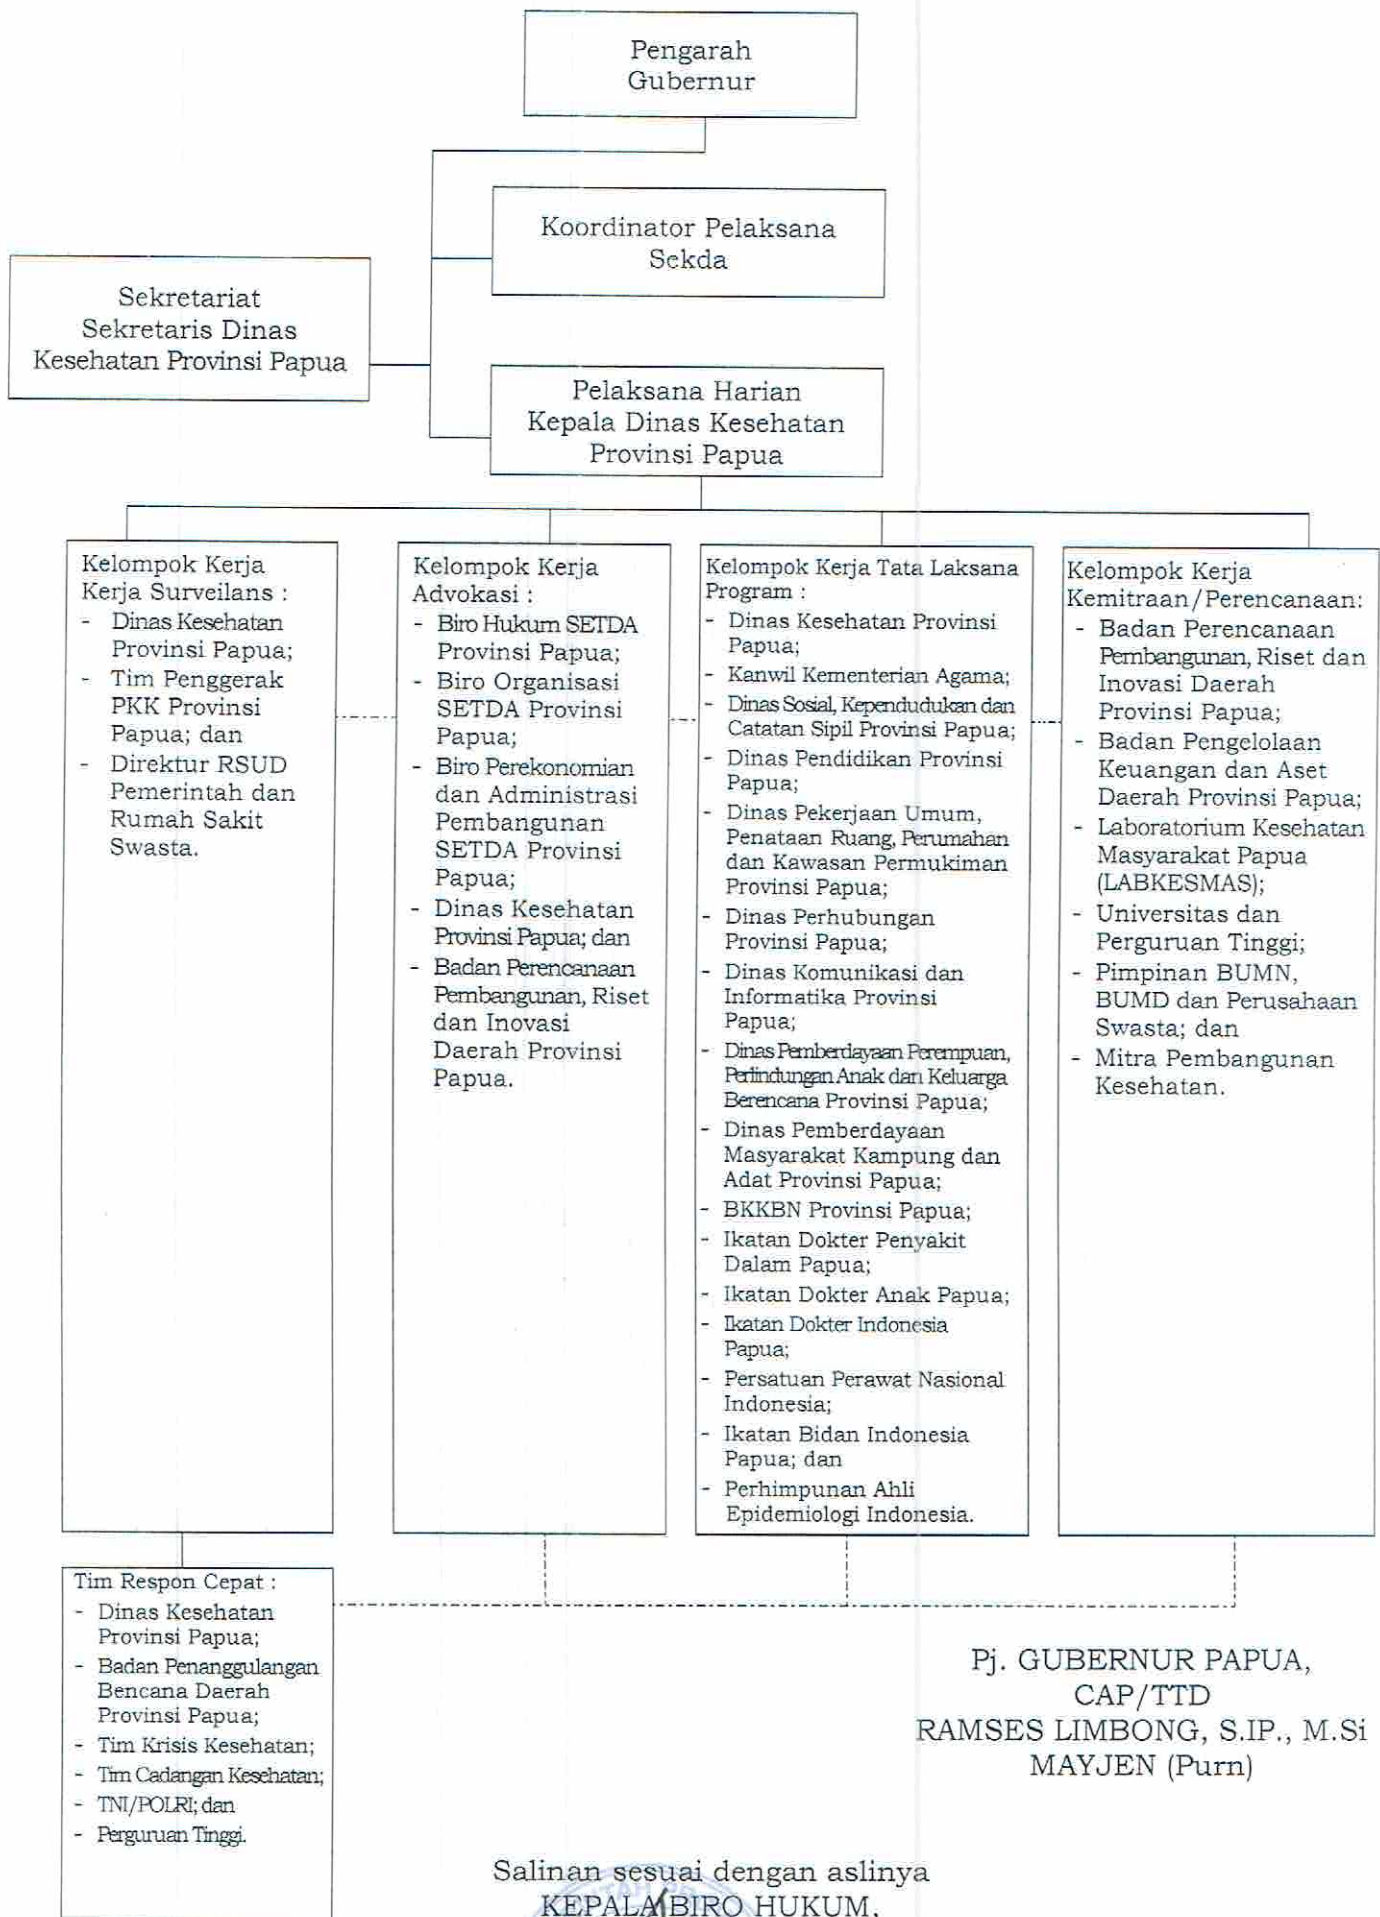 Pengarah
Gubernur
Koordinator Pelaksana
Sekda
Sekretariat
Sekretaris Dinas
Kesehatan Provinsi Papua
Pelaksana Harian
Kepala Dinas Kesehatan
Provinsi Papua
Kelompok Kerja
Kerja Surveilans :
- Dinas Kesehatan
Provinsi Papua;
- Tim Penggerak
PKK Provinsi
Papua; dan
- Direktur RSUD
Pemerintah dan
Rumah Sakit
Swasta.
Kelompok Kerja
Advokasi :
- Biro Hukum SETDA
Provinsi Papua;
- Biro Organisasi
SETDA Provinsi
Papua;
- Biro Perekonomian
dan Administrasi
Pembangunan
SETDA Provinsi
Papua;
- Dinas Kesehatan
Provinsi Papua; dan
- Badan Perencanaan
Pembangunan, Riset
dan Inovasi
Daerah Provinsi
Papua.
Kelompok Kerja Tata Laksana
Program :
- Dinas Kesehatan Provinsi
Papua;
- Kanwil Kementerian Agama;
- Dinas Sosial, Kependudukan dan
Catatan Sipil Provinsi Papua;
- Dinas Pendidikan Provinsi
Papua;
- Dinas Pekerjaan Umum,
Penataan Ruang, Perumahan
dan Kawasan Permukiman
Provinsi Papua;
- Dinas Perhubungan
Provinsi Papua;
- Dinas Komunikasi dan
Informatika Provinsi
Papua;
- Dinas Pemberdayaan Perempuan,
Perlindungan Anak dan Keluarga
Berencana Provinsi Papua;
- Dinas Pemberdayaan
Masyarakat Kampung dan
Adat Provinsi Papua;
- BKKBN Provinsi Papua;
- Ikatan Dokter Penyakit
Dalam Papua;
- Ikatan Dokter Anak Papua;
- Ikatan Dokter Indonesia
Papua;
- Persatuan Perawat Nasional
Indonesia;
- Ikatan Bidan Indonesia
Papua; dan
- Perhimpunan Ahli
Epidemiologi Indonesia.
Kelompok Kerja
Kemitraan/Perencanaan:
- Badan Perencanaan
Pembangunan, Riset dan
Inovasi Daerah
Provinsi Papua;
- Badan Pengelolaan
Keuangan dan Aset
Daerah Provinsi Papua;
- Laboratorium Kesehatan
Masyarakat Papua
(LABKESMAS);
- Universitas dan
Perguruan Tinggi;
- Pimpinan BUMN,
BUMD dan Perusahaan
Swasta; dan
- Mitra Pembangunan
Kesehatan.
Tim Respon Cepat :
- Dinas Kesehatan
Provinsi Papua;
- Badan Penanggulangan
Bencana Daerah
Provinsi Papua;
- Tim Krisis Kesehatan;
- Tim Cadangan Kesehatan;
- TNI/POLRI; dan
- Perguruan Tinggi.
Pj. GUBERNUR PAPUA,
CAP/TTD
RAMSES LIMBONG, S.IP., M.Si
MAYJEN (Purn)
Salinan sesuai dengan aslinya
KEPALA BIRO HUKUM,